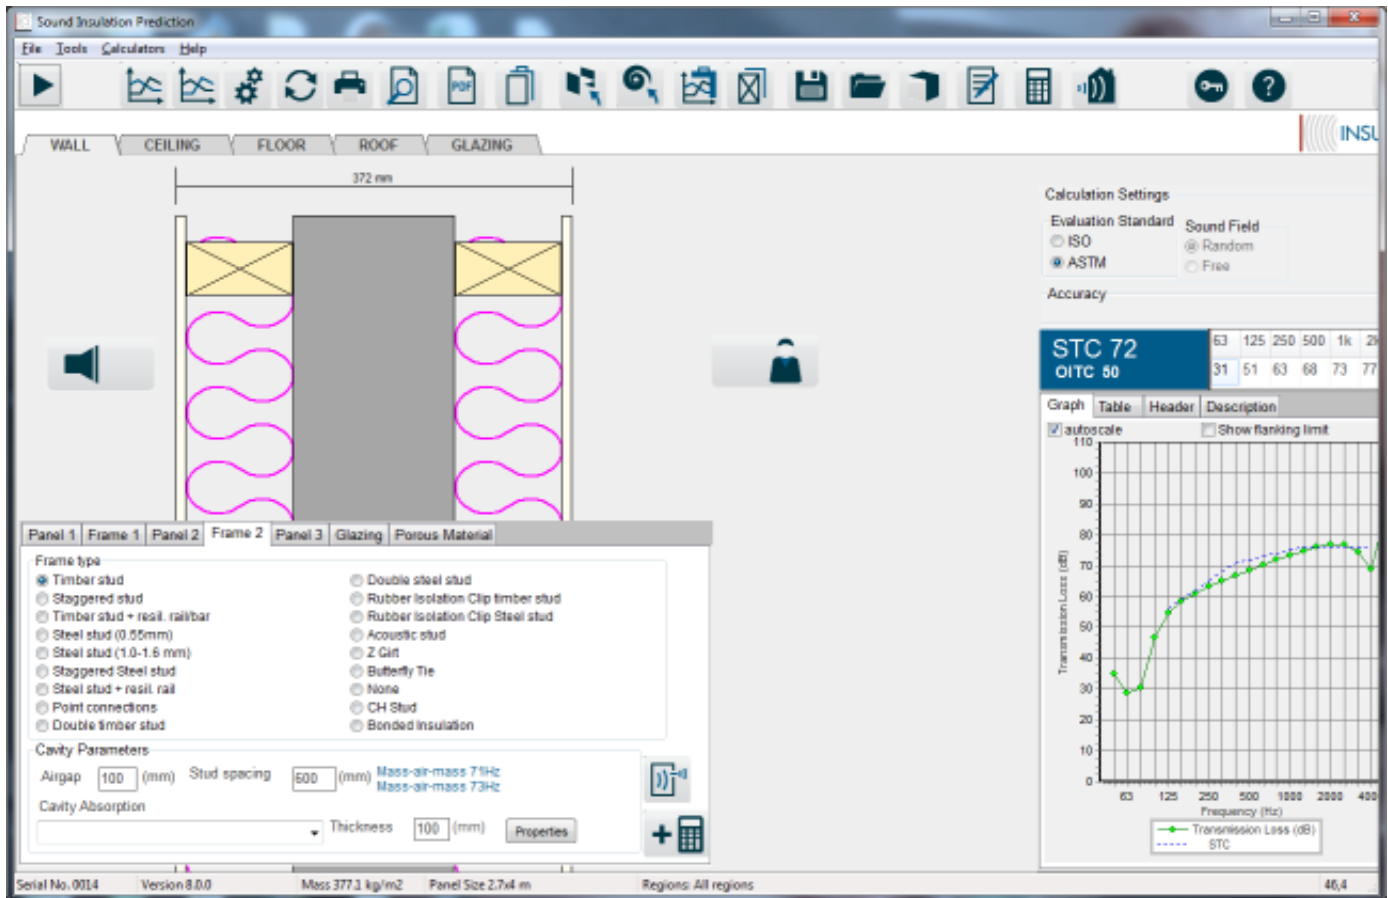 Sound Insulation Prediction
File Tools Calculators Help
PDF
WALL CEILING FLOOR ROOF GLAZING
INSU
372 mm
Calculation Settings
Evaluation Standard Sound Field
ISO Random
ASTM Free
Accuracy
STC 72
OITC 50
63 125 250 500 1k 2k
31 51 63 68 73 77
Graph Table Header Description
autoscale Show flanking limit
110
100
90
80
70
60
50
40
30
20
10
0
Transmission Loss (dB)
63 125 250 500 1000 2000 400
Frequency (Hz)
Transmission Loss (dB)
STC
Panel 1 Frame 1 Panel 2 Frame 2 Panel 3 Glazing Porous Material
Frame type
Timber stud Double steel stud
Staggered stud Rubber Isolation Clip timber stud
Timber stud + resil. rail/bar Rubber Isolation Clip Steel stud
Steel stud (0.55mm) Acoustic stud
Steel stud (1.0-1.6 mm) Z Girt
Staggered Steel stud Butterfly Tie
Steel stud + resil. rail None
Point connections CH Stud
Double timber stud Bonded Insulation
Cavity Parameters
Airgap 100 (mm) Stud spacing 600 (mm) Mass-air-mass 71Hz
Mass-air-mass 73Hz
Cavity Absorption
Thickness 100 (mm) Properties
Serial No. 0014 Version 8.0.0 Mass 377.1 kg/m2 Panel Size 2.7x4 m Regions: All regions 46,4